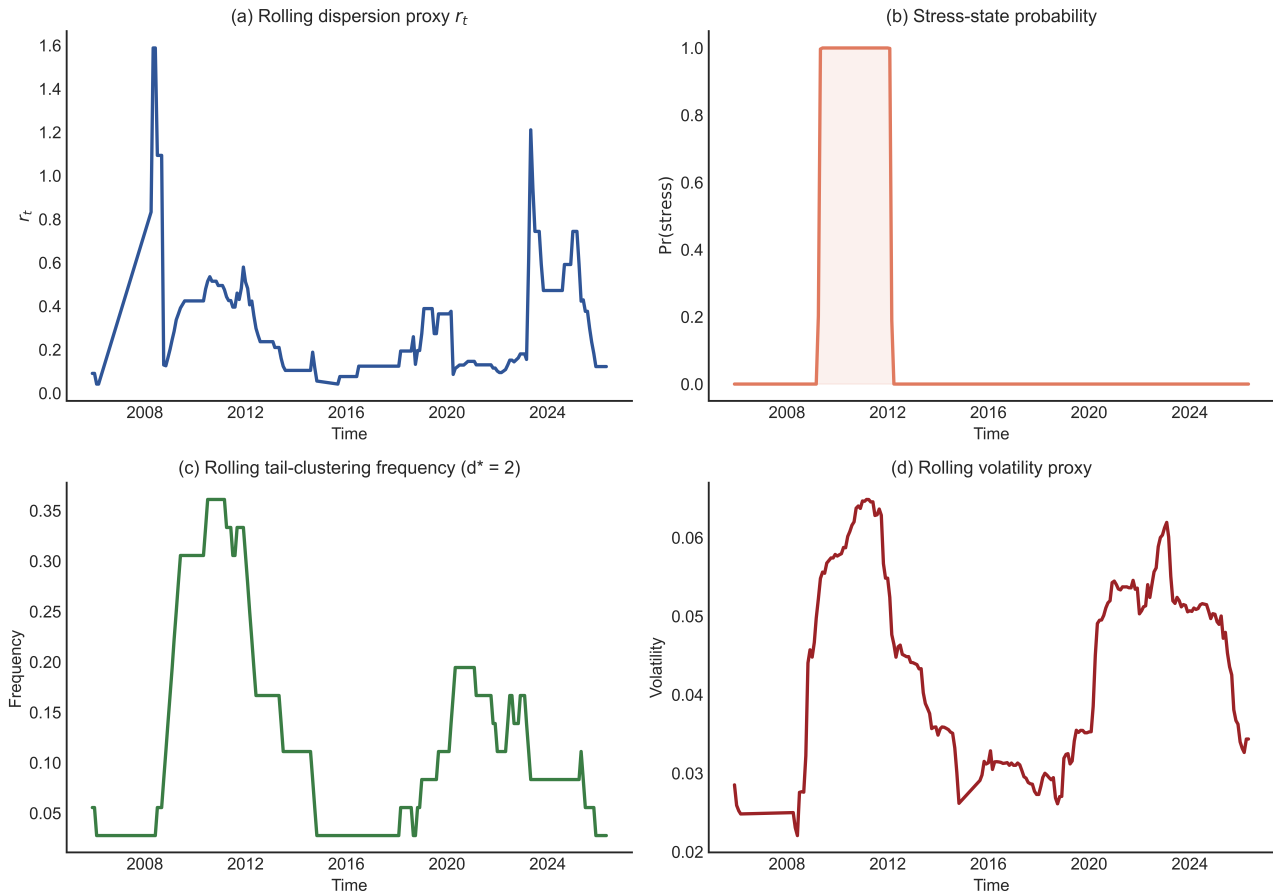 (a) Rolling dispersion proxy r_t
1.6
1.4
1.2
1.0
0.8
0.6
0.4
0.2
0.0
r_t
2008 2012 2016 2020 2024
Time
(b) Stress-state probability
1.0
0.8
0.6
0.4
0.2
0.0
Pr(stress)
2008 2012 2016 2020 2024
Time
(c) Rolling tail-clustering frequency (d* = 2)
0.35
0.30
0.25
0.20
0.15
0.10
0.05
Frequency
2008 2012 2016 2020 2024
Time
(d) Rolling volatility proxy
0.06
0.05
0.04
0.03
0.02
Volatility
2008 2012 2016 2020 2024
Time